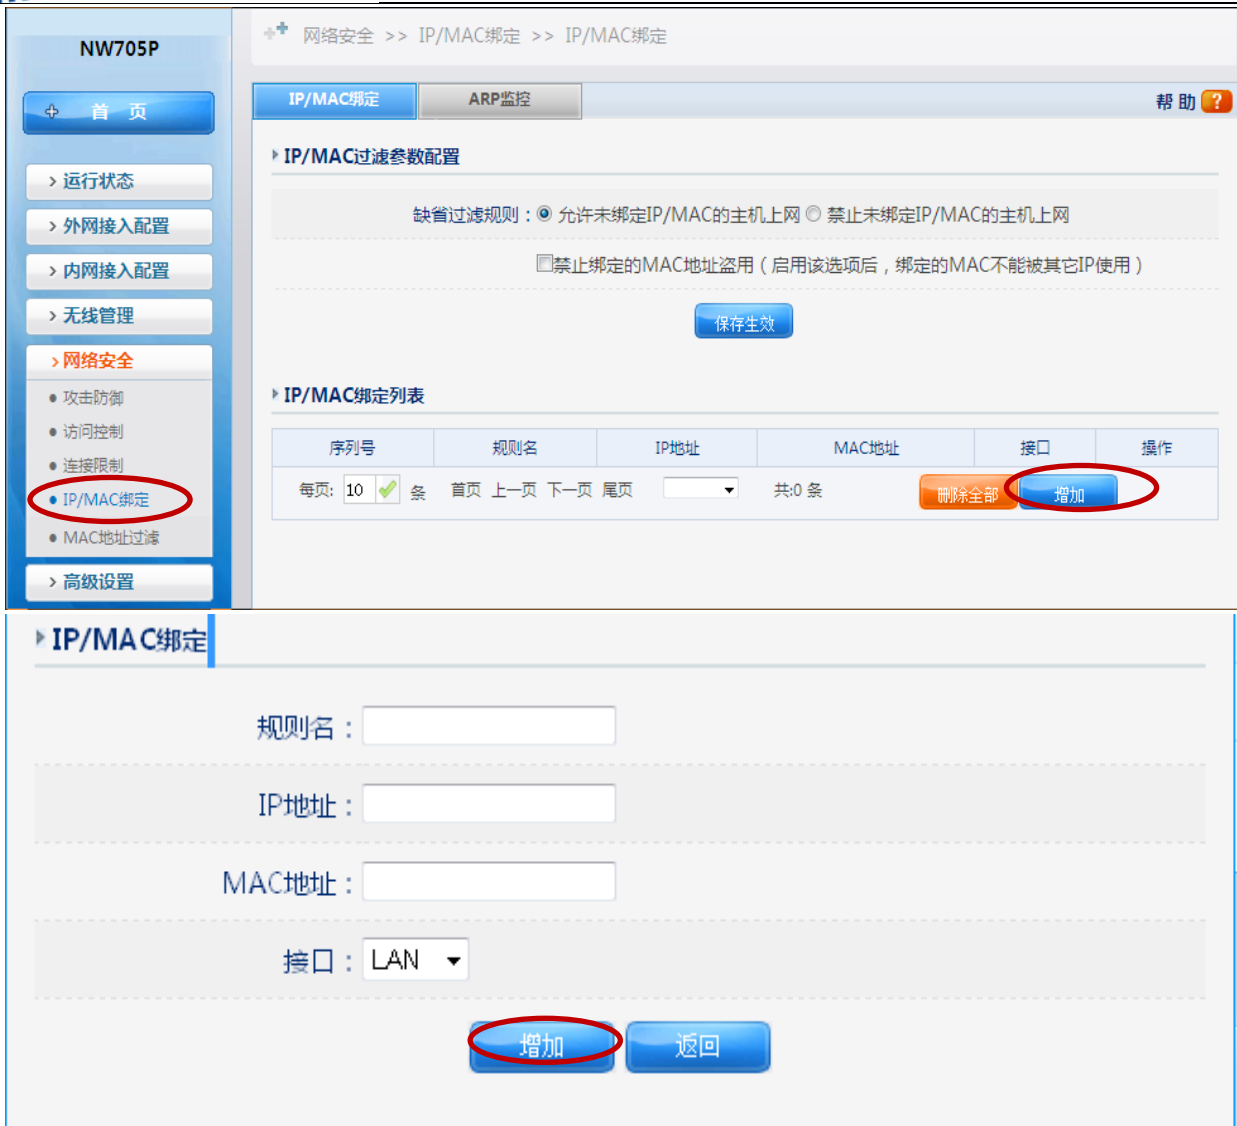 NW705P
首 页
运行状态
外网接入配置
内网接入配置
无线管理
网络安全
攻击防御
访问控制
连接限制
IP/MAC绑定
MAC地址过滤
高级设置
网络安全 >> IP/MAC绑定 >> IP/MAC绑定
IP/MAC绑定 ARP监控
帮助 ?
IP/MAC过滤参数配置
缺省过滤规则：允许未绑定IP/MAC的主机上网 禁止未绑定IP/MAC的主机上网
禁止绑定的MAC地址盗用（启用该选项后，绑定的MAC不能被其它IP使用）
保存生效
IP/MAC绑定列表
序列号 规则名 IP地址 MAC地址 接口 操作
每页: 10 条 首页 上一页 下一页 尾页 共:0 条 删除全部 增加
IP/MAC绑定
规则名：
IP地址：
MAC地址：
接口：LAN
增加 返回